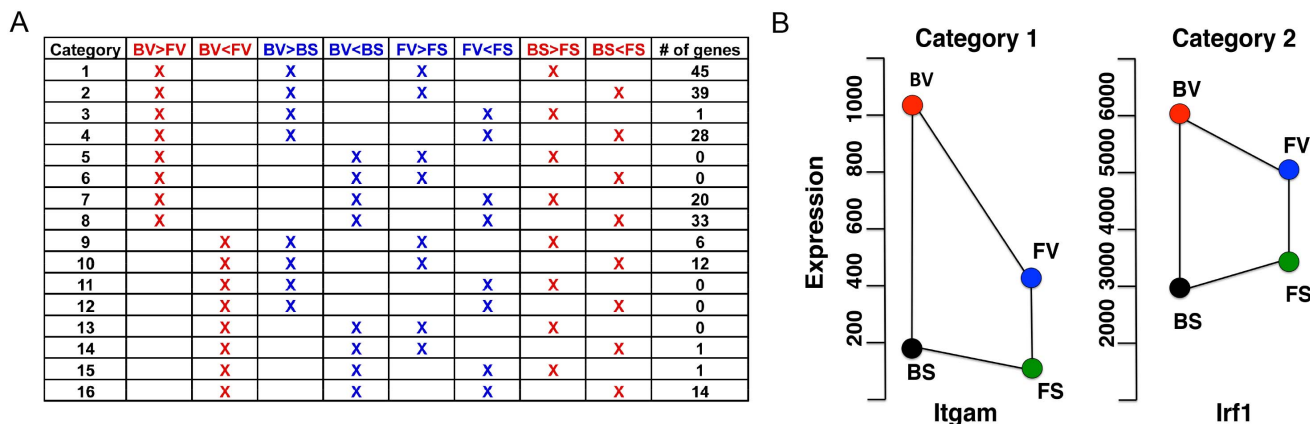 A
Category BV>FV BV<FV BV>BS BV<BS FV>FS FV<FS BS>FS BS<FS # of genes
1 X X X X 45
2 X X X X 39
3 X X X X 1
4 X X X X 28
5 X X X X 0
6 X X X X 0
7 X X X X 20
8 X X X X 33
9 X X X X 6
10 X X X X 12
11 X X X X 0
12 X X X X 0
13 X X X X 0
14 X X X X 1
15 X X X X 1
16 X X X X 14
B
Category 1
Expression
200 400 600 800 1000
BV
FV
BS
FS
Itgam
Category 2
2000 3000 4000 5000 6000
BV
FV
BS
FS
Irf1